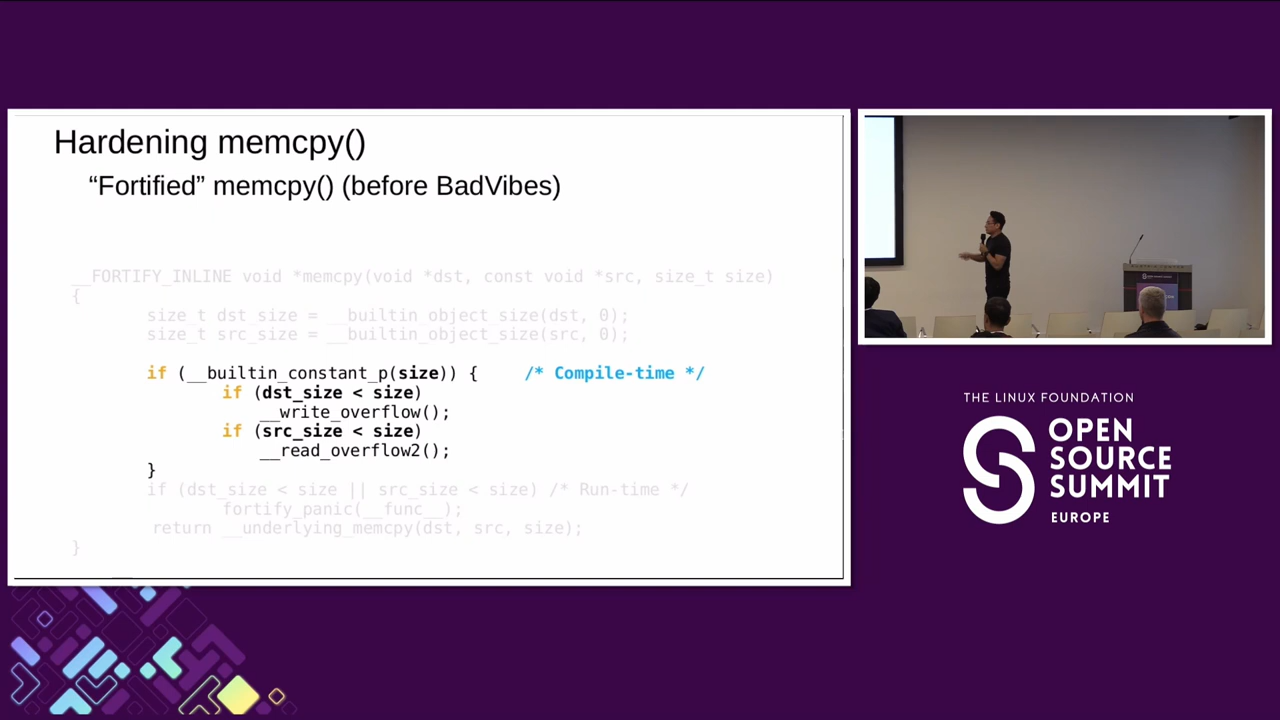 Hardening memcpy()
“Fortified” memcpy() (before BadVibes)
__FORTIFY_INLINE void *memcpy(void *dst, const void *src, size_t size)
{
size_t dst_size = __builtin_object_size(dst, 0);
size_t src_size = __builtin_object_size(src, 0);
if (__builtin_constant_p(size)) { /* Compile-time */
if (dst_size < size)
__write_overflow();
if (src_size < size)
__read_overflow2();
}
if (dst_size < size || src_size < size) /* Run-time */
fortify_panic(__func__);
return __underlying_memcpy(dst, src, size);
}
THE LINUX FOUNDATION
OPEN
SOURCE
SUMMIT
EUROPE